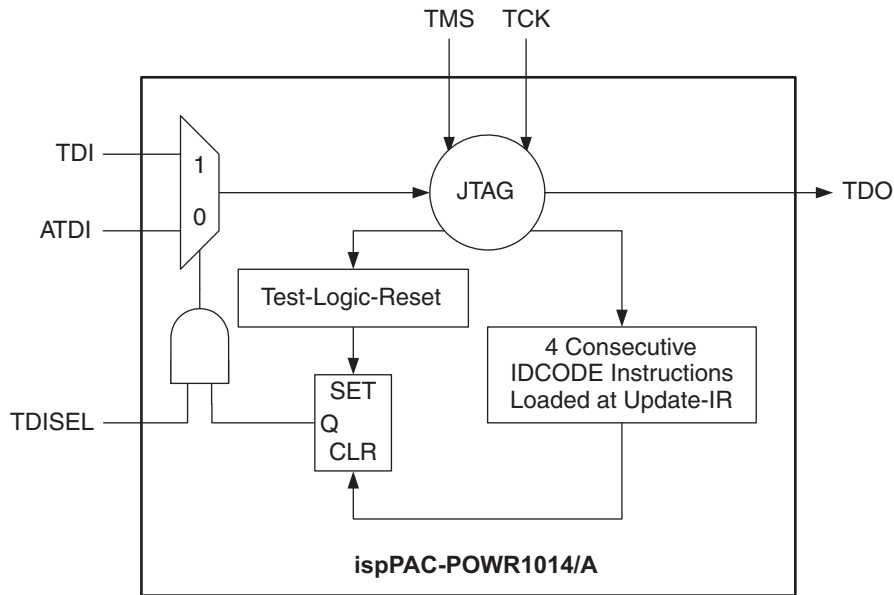 TMS
TCK
TDI
1
JTAG
TDO
0
ATDI
Test-Logic-Reset
4 Consecutive
IDCODE Instructions
Loaded at Update-IR
SET
TDISEL
Q
CLR
ispPAC-POWR1014/A